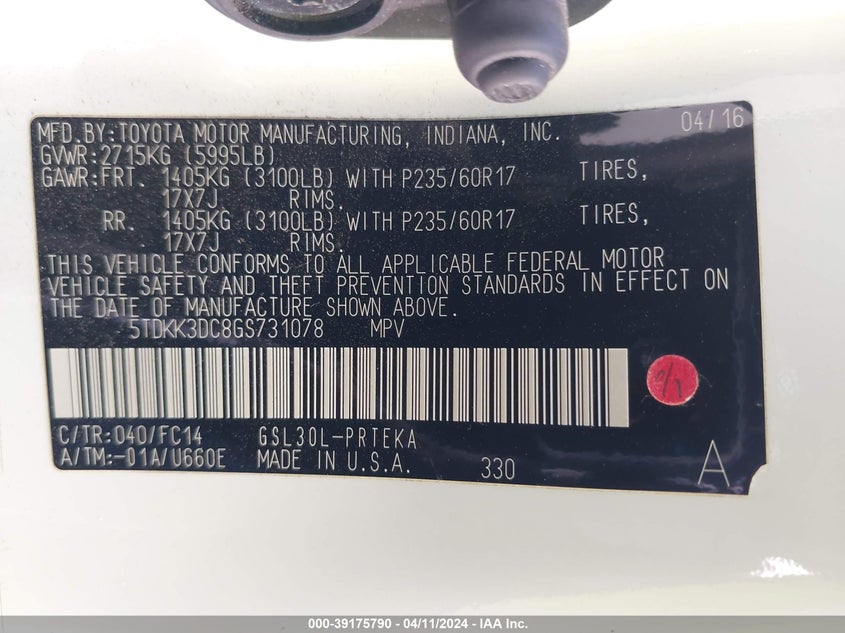 MFD.BY:TOYOTA MOTOR MANUFACTURING, INDIANA, INC. 04/16
GVWR:2715KG (5995LB)
GAWR:FRT. 1405KG (3100LB) WITH P235/60R17 TIRES,
17X7J RIMS.
RR. 1405KG (3100LB) WITH P235/60R17 TIRES,
17X7J RIMS.
THIS VEHICLE CONFORMS TO ALL APPLICABLE FEDERAL MOTOR
VEHICLE SAFETY AND THEFT PREVENTION STANDARDS IN EFFECT ON
THE DATE OF MANUFACTURE SHOWN ABOVE.
5TDKK3DC8GS731078 MPV
C/TR:040/FC14 GSL30L-PRTEKA
A/TM:-01A/U660E MADE IN U.S.A. 330 A
000-39175790 - 04/11/2024 - IAA Inc.